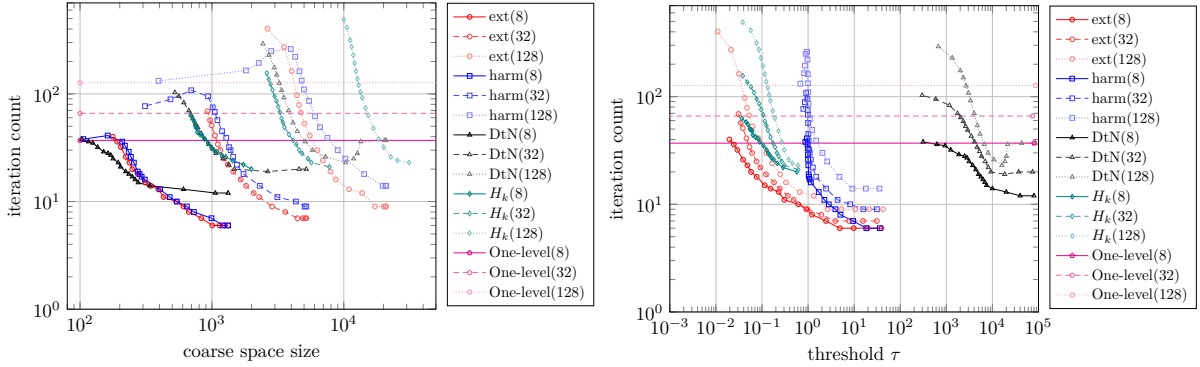 10^2
10^1
10^0
10^2
10^3
10^4
iteration count
coarse space size
ext(8)
ext(32)
ext(128)
harm(8)
harm(32)
harm(128)
DtN(8)
DtN(32)
DtN(128)
H_k(8)
H_k(32)
H_k(128)
One-level(8)
One-level(32)
One-level(128)
10^2
10^1
10^0
10^{-3}
10^{-2}
10^{-1}
10^0
10^1
10^2
10^3
10^4
10^5
iteration count
threshold τ
ext(8)
ext(32)
ext(128)
harm(8)
harm(32)
harm(128)
DtN(8)
DtN(32)
DtN(128)
H_k(8)
H_k(32)
H_k(128)
One-level(8)
One-level(32)
One-level(128)